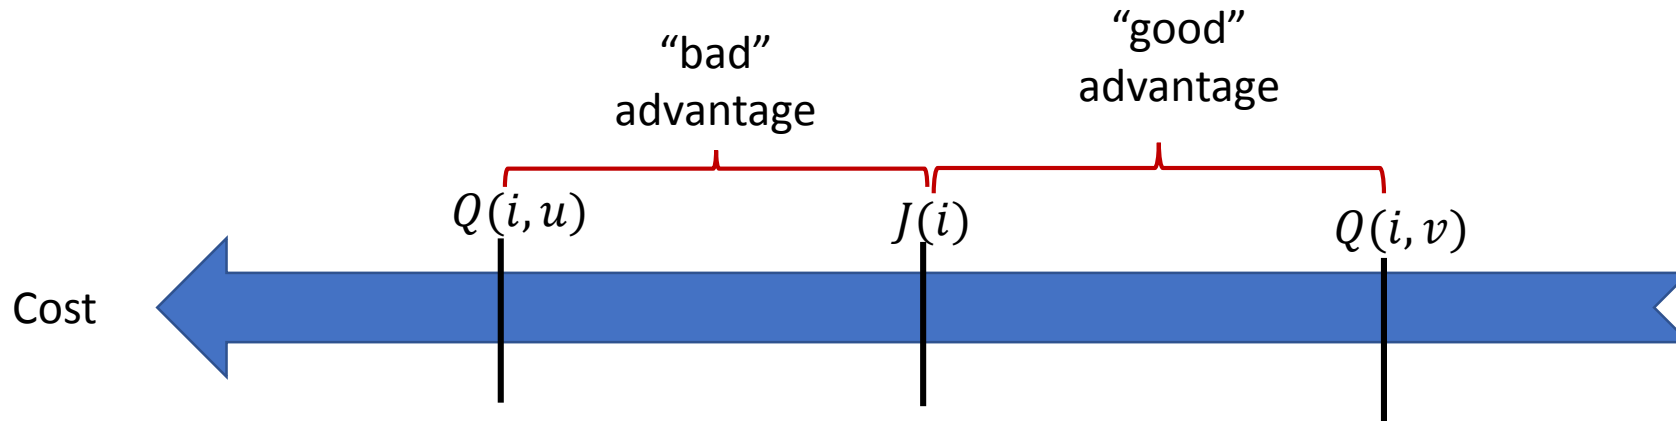 “bad”
advantage
“good”
advantage
Q(i, u)
J(i)
Q(i, v)
Cost